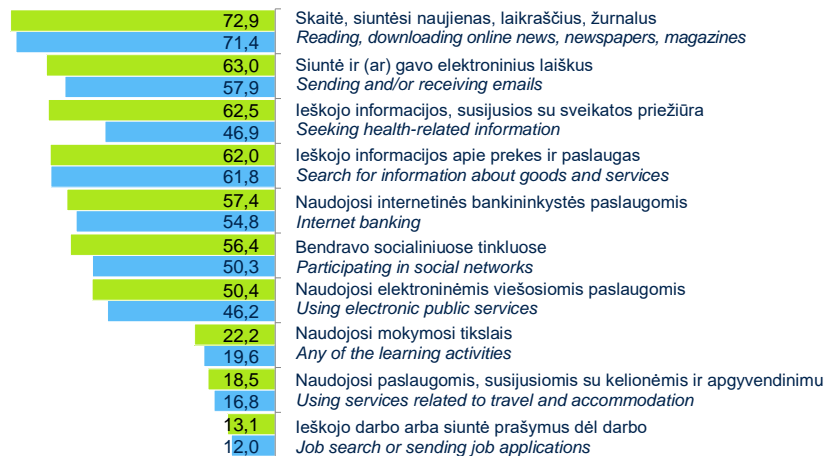 72,9 Skaitė, siuntėsi naujienas, laikraščius, žurnalus
71,4 Reading, downloading online news, newspapers, magazines
63,0 Siuntė ir (ar) gavo elektroninius laiškus
57,9 Sending and/or receiving emails
62,5 Ieškojo informacijos, susijusios su sveikatos priežiūra
46,9 Seeking health-related information
62,0 Ieškojo informacijos apie prekes ir paslaugas
61,8 Search for information about goods and services
57,4 Naudojosi internetinės bankininkystės paslaugomis
54,8 Internet banking
56,4 Bendravo socialiniuose tinkluose
50,3 Participating in social networks
50,4 Naudojosi elektroninėmis viešosiomis paslaugomis
46,2 Using electronic public services
22,2 Naudojosi mokymosi tikslais
19,6 Any of the learning activities
18,5 Naudojosi paslaugomis, susijusiomis su kelionėmis ir apgyvendinimu
16,8 Using services related to travel and accommodation
13,1 Ieškojo darbo arba siuntė prašymus dėl darbo
12,0 Job search or sending job applications